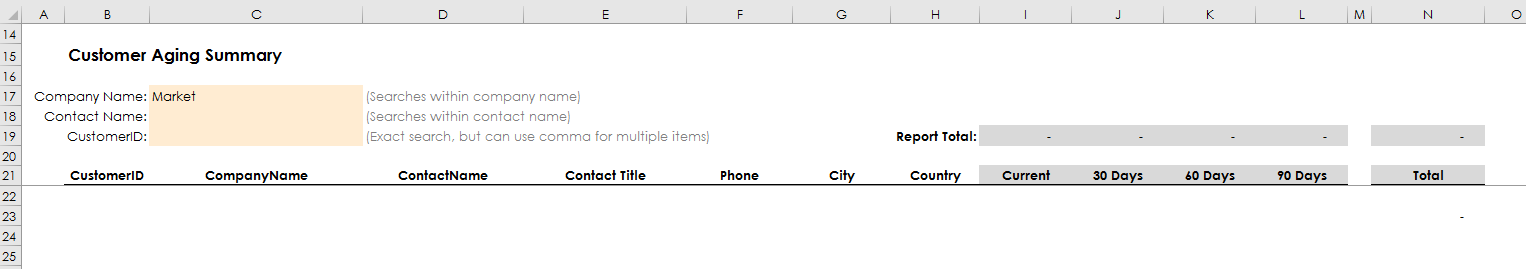 A B C D E F G H I J K L M N O
14
15 Customer Aging Summary
16
17 Company Name: Market (Searches within company name)
18 Contact Name: (Searches within contact name)
19 CustomerID: (Exact search, but can use comma for multiple items) Report Total: - - - - -
20
21 CustomerID CompanyName ContactName Contact Title Phone City Country Current 30 Days 60 Days 90 Days Total
22
23 -
24
25